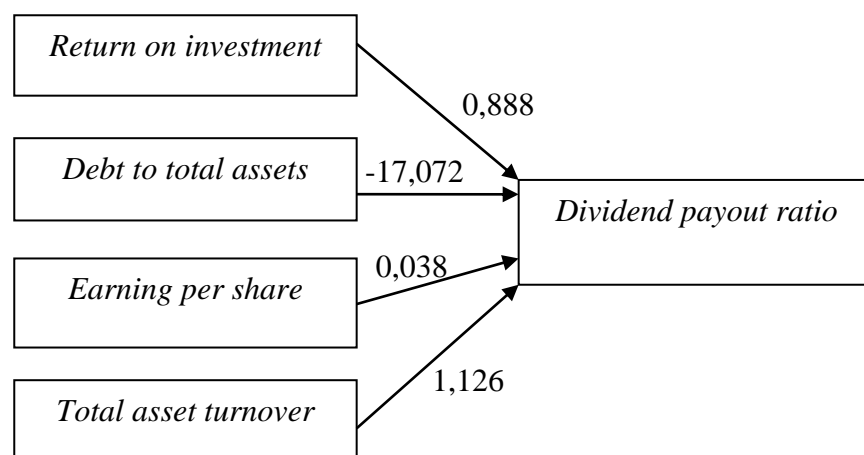 Return on investment
0,888
Debt to total assets
-17,072
Dividend payout ratio
Earning per share
0,038
Total asset turnover
1,126